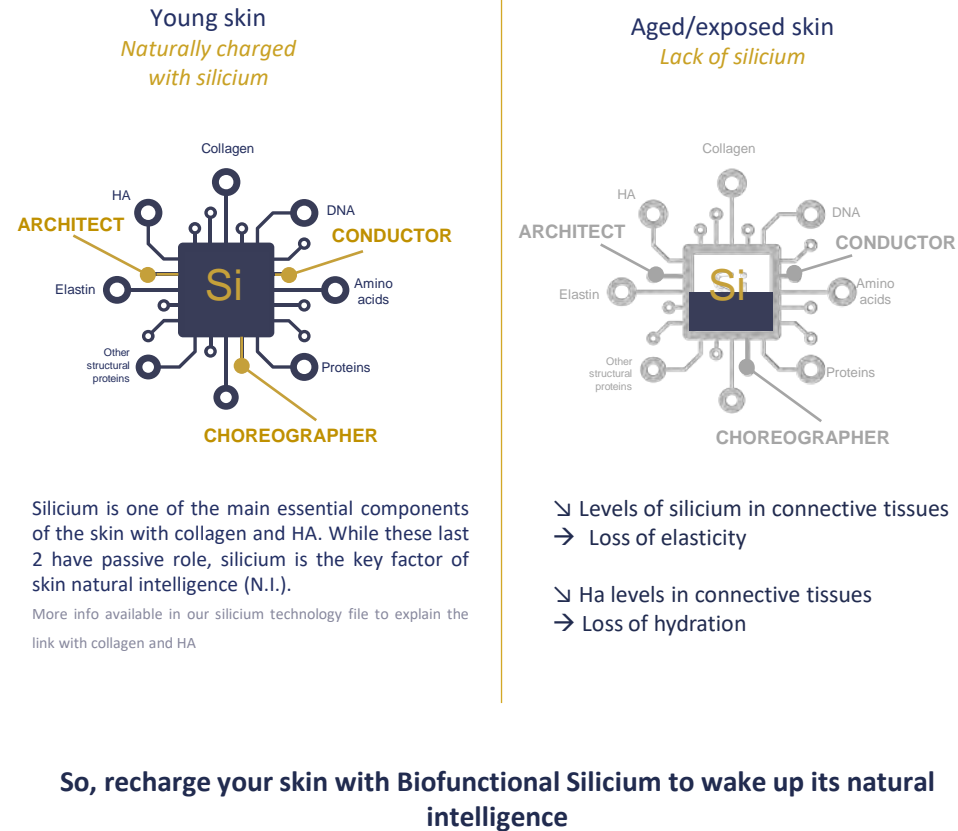 Young skin
Naturally charged
with silicium
Collagen
HA
DNA
ARCHITECT
CONDUCTOR
Si
Elastin
Amino
acids
Other
structural
proteins
Proteins
CHOREOGRAPHER
Silicium is one of the main essential components
of the skin with collagen and HA. While these last
2 have passive role, silicium is the key factor of
skin natural intelligence (N.I.).
More info available in our silicium technology file to explain the
link with collagen and HA
Aged/exposed skin
Lack of silicium
Collagen
HA
DNA
ARCHITECT
CONDUCTOR
Si
Elastin
Amino
acids
Other
structural
proteins
Proteins
CHOREOGRAPHER
↘ Levels of silicium in connective tissues
→ Loss of elasticity
↘ Ha levels in connective tissues
→ Loss of hydration
So, recharge your skin with Biofunctional Silicium to wake up its natural
intelligence